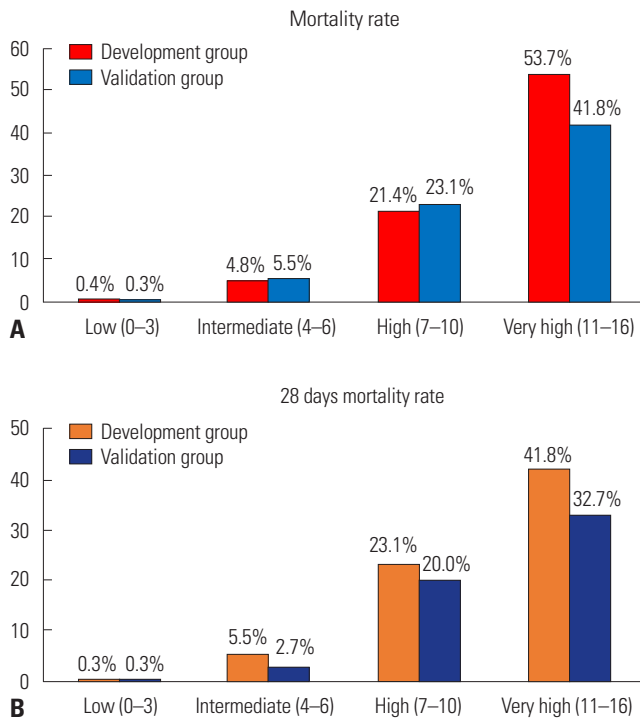 Mortality rate
60
50
40
30
20
10
0
Development group
Validation group
0.4% 0.3%
4.8% 5.5%
21.4% 23.1%
53.7%
41.8%
Low (0–3) Intermediate (4–6) High (7–10) Very high (11–16)
A
28 days mortality rate
50
40
30
20
10
0
Development group
Validation group
0.3% 0.3%
5.5%
2.7%
23.1%
20.0%
41.8%
32.7%
Low (0–3) Intermediate (4–6) High (7–10) Very high (11–16)
B